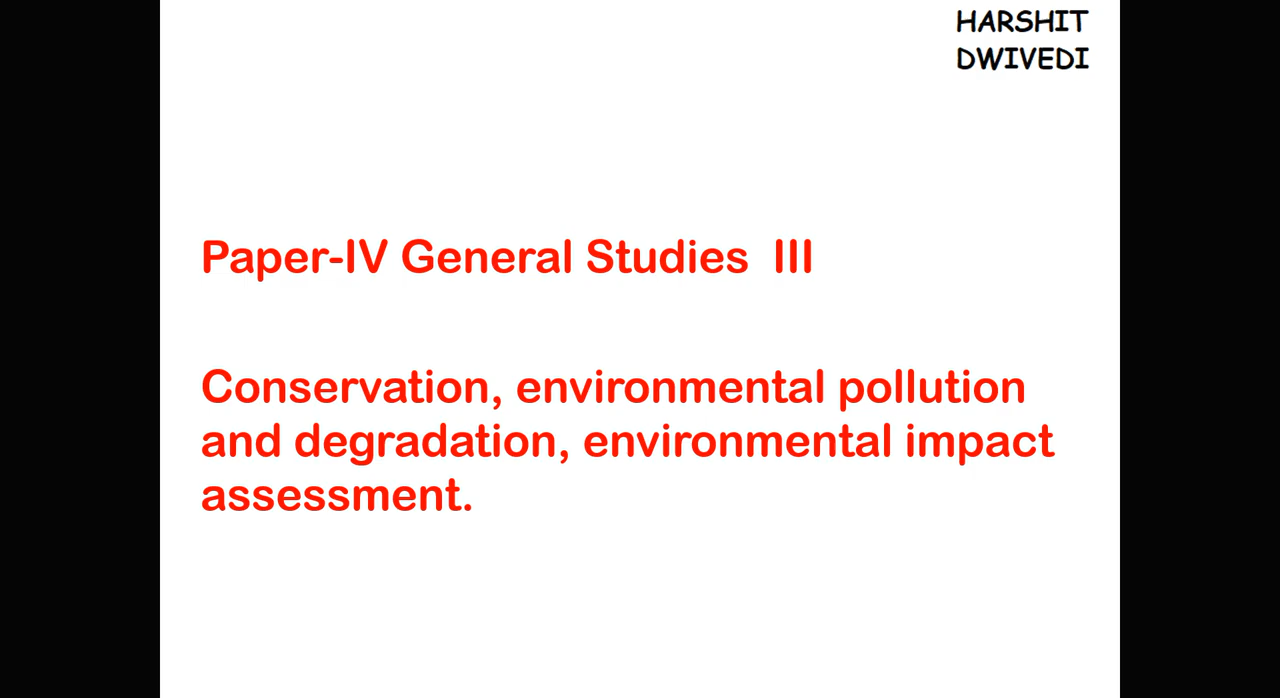 HARSHIT
DWIVEDI
Paper-IV General Studies  III
Conservation, environmental pollution
and degradation, environmental impact
assessment.